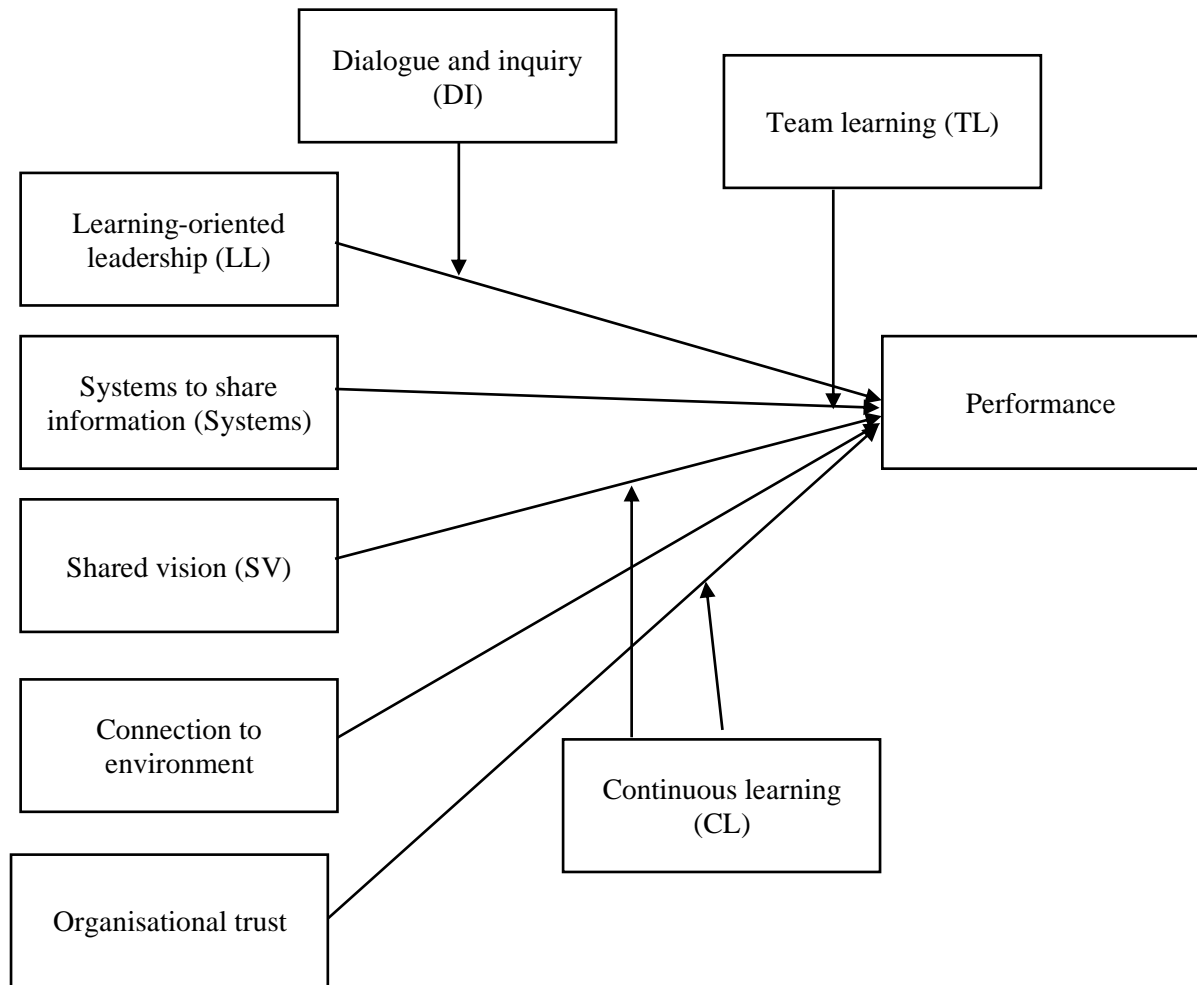 Dialogue and inquiry
(DI)
Team learning (TL)
Learning-oriented
leadership (LL)
Systems to share
information (Systems)
Performance
Shared vision (SV)
Connection to
environment
Continuous learning
(CL)
Organisational trust